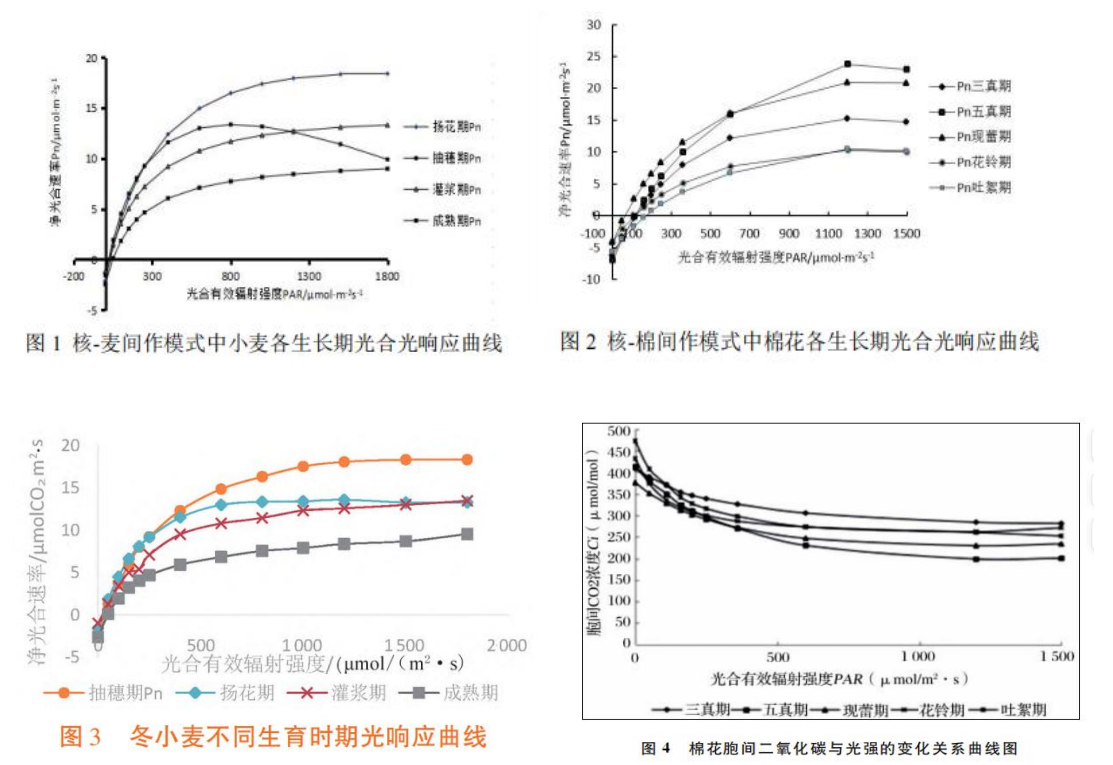 净光合速率Pn/μmol·m⁻²s⁻¹
20
15
10
5
0
-5
-200
300
800
1300
1800
光合有效辐射强度PAR/μmol·m⁻²s⁻¹
扬花期Pn
抽穗期Pn
灌浆期Pn
成熟期Pn
图 1 核-麦间作模式中小麦各生长期光合光响应曲线
净光合速率Pn/μmol·m⁻²s⁻¹
30
25
20
15
10
5
0
-5
-10
-100
100
300
500
700
900
1100
1300
1500
光合有效辐射强度PAR/μmol·m⁻²s⁻¹
Pn三真期
Pn五真期
Pn现蕾期
Pn花铃期
Pn吐絮期
图 2 核-棉间作模式中棉花各生长期光合光响应曲线
净光合速率/μmolCO₂m²·s
20
15
10
5
0
-5
0
500
1000
1500
2000
光合有效辐射强度/(μmol/(m²·s)
抽穗期Pn 扬花期 灌浆期 成熟期
图 3 冬小麦不同生育时期光响应曲线
胞间CO2浓度Ci(μmol/mol)
500
450
400
350
300
250
200
150
100
50
0
0
500
1 000
1 500
光合有效辐射强度PAR(μmol/m²·s)
三真期 五真期 现蕾期 花铃期 吐絮期
图 4 棉花胞间二氧化碳与光强的变化关系曲线图